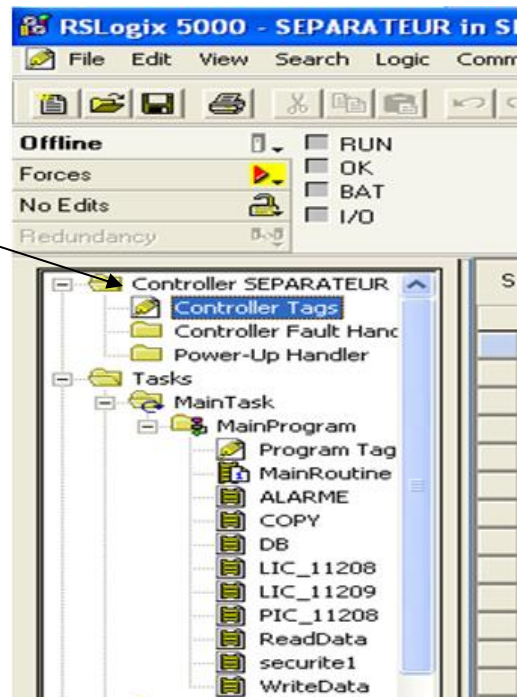 RSLogix 5000 - SEPARATEUR in S
File Edit View Search Logic Comm
Offline
RUN
Forces
OK
No Edits
BAT
Redundancy
I/O
Controller SEPARATEUR
S
Controller Tags
Controller Fault Hanc
Power-Up Handler
Tasks
MainTask
MainProgram
Program Tag
MainRoutine
ALARME
COPY
DB
LIC_11208
LIC_11209
PIC_11208
ReadData
securite1
WriteData